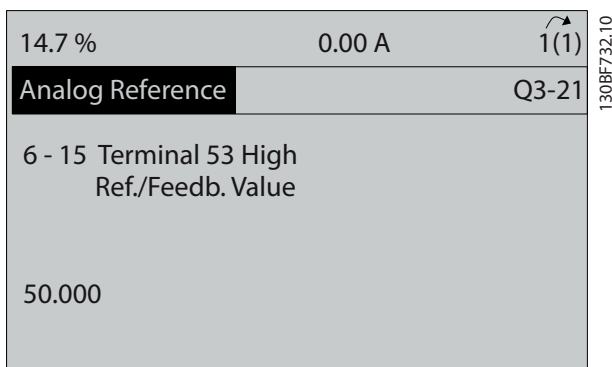 14.7 % 0.00 A 1(1)
Analog Reference Q3-21
6 - 15 Terminal 53 High
Ref./Feedb. Value
50.000
130BF732.10